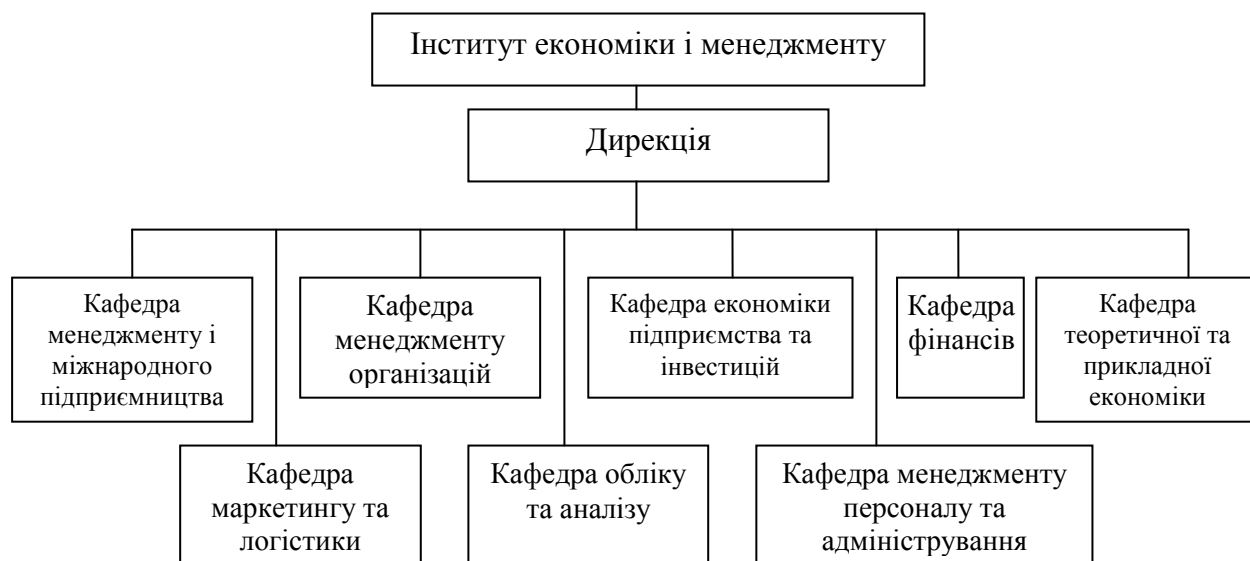 Інститут економіки і менеджменту
Дирекція
Кафедра
менеджменту і
міжнародного
підприємництва
Кафедра
менеджменту
організацій
Кафедра економіки
підприємства та
інвестицій
Кафедра
фінансів
Кафедра
теоретичної та
прикладної
економіки
Кафедра
маркетингу та
логістики
Кафедра обліку
та аналізу
Кафедра менеджменту
персоналу та
адміністрування